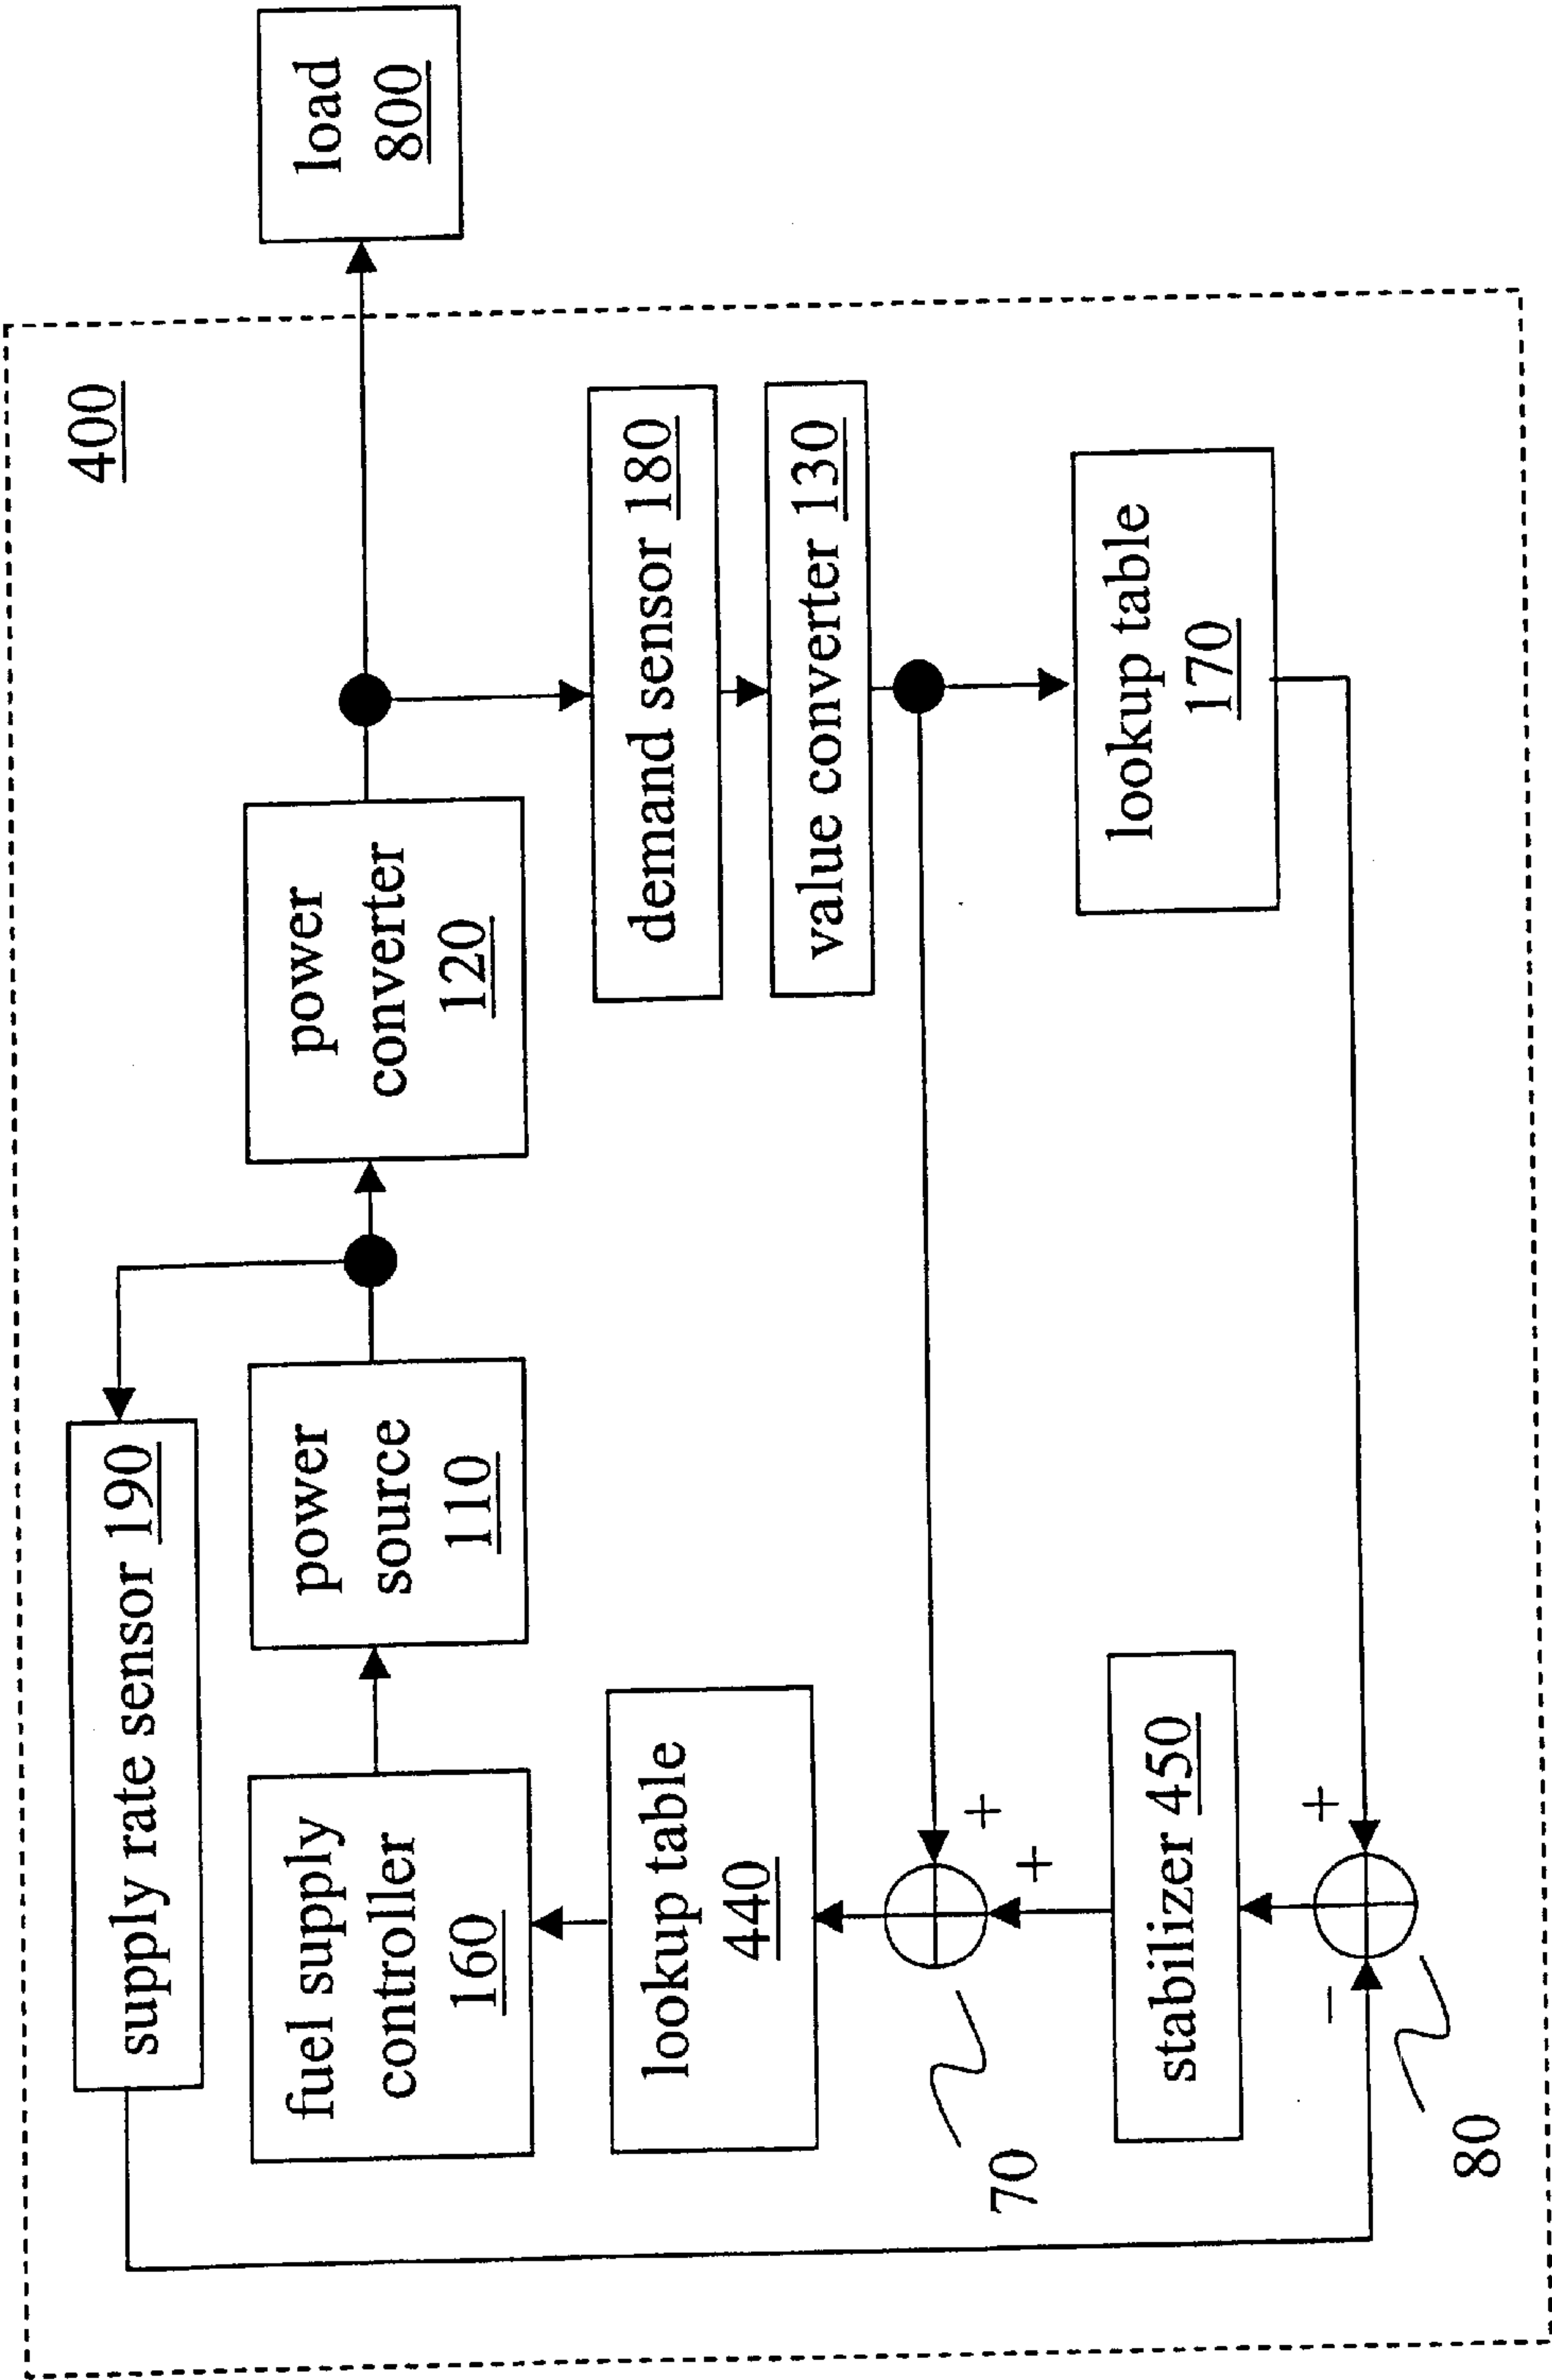 400
supply rate sensor 190
fuel supply
controller
160
power
source
110
power
converter
120
load
800
demand sensor 180
value converter 130
lookup table
440
lookup table
170
+
+
70
stabilizer 450
+
−
80